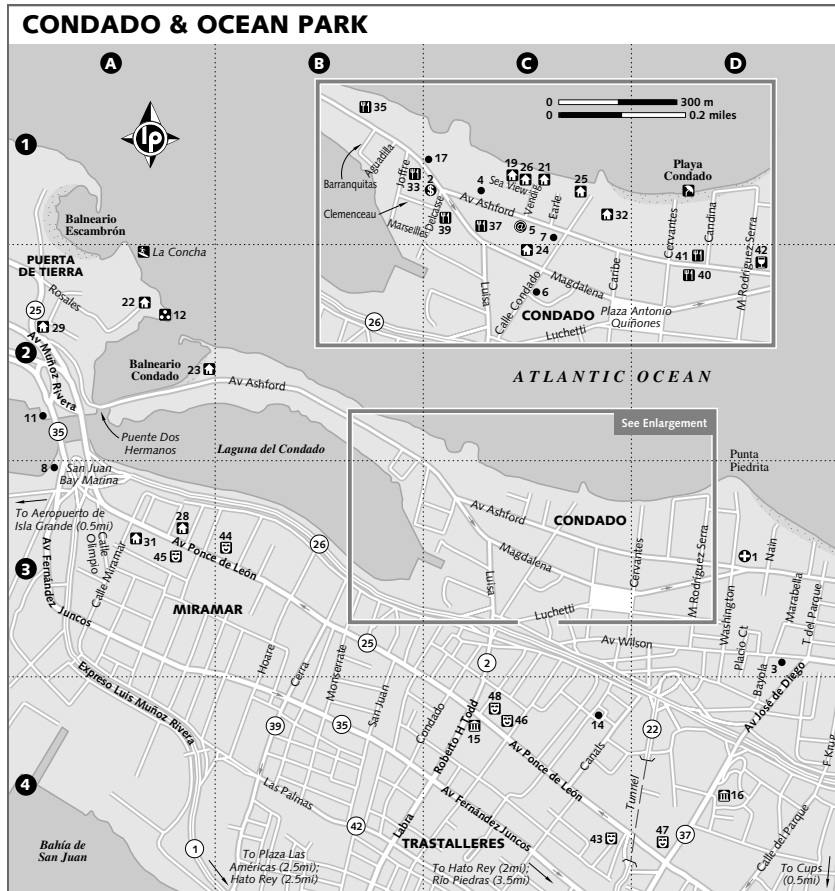 CONDADO & OCEAN PARK
A
B
C
D
1
lp
0
300 m
0
0.2 miles
35
Aguadilla
Barranquitas
Joffre
33
17
2
$
Clemenceau
Delcasse
Marseilles
39
4
19
26
21
Sea View
Vendig
25
Earle
Av Ashford
37
@
5
7
24
32
Playa
Condado
Cervantes
Candina
M Rodríguez Serra
42
41
40
Caribe
Magdalena
Luisa
Calle Condado
6
CONDADO
Plaza Antonio
Quiñones
Luchetti
26
Balneario
Escambrón
La Concha
PUERTA
DE TIERRA
Rosales
22
12
25
29
2
Av Muñoz Rivera
Balneario
Condado
23
Av Ashford
ATLANTIC OCEAN
11
35
Puente Dos
Hermanos
Laguna del Condado
See Enlargement
Punta
Piedrita
8
San Juan
Bay Marina
To Aeropuerto de
Isla Grande (0.5mi)
Av Ashford
CONDADO
Magdalena
Cervantes
M Rodríguez Serra
Luisa
Luchetti
1
Nain
Washington
Placio Ct
Marabella
T del Parque
3
Calle
Olimpio
Calle Miramar
31
28
45
44
Av Ponce de León
26
Av Fernández Juncos
MIRAMAR
Hoare
Cerra
Monserrate
25
San Juan
Av Wilson
3
Bayola
Av José de Diego
Expreso Luis Muñoz Rivera
39
35
Condado
2
Roberto H Todd
48
46
15
14
Canals
22
F Krug
4
Las Palmas
42
Labra
Av Fernández Juncos
Av Ponce de León
Tunnel
16
43
47
37
Calle del Parque
Bahía de
San Juan
1
To Plaza Las
Américas (2.5mi);
Hato Rey (2.5mi)
TRASTALLERES
To Hato Rey (2mi);
Río Piedras (3.5mi)
To Cups
(0.5mi)